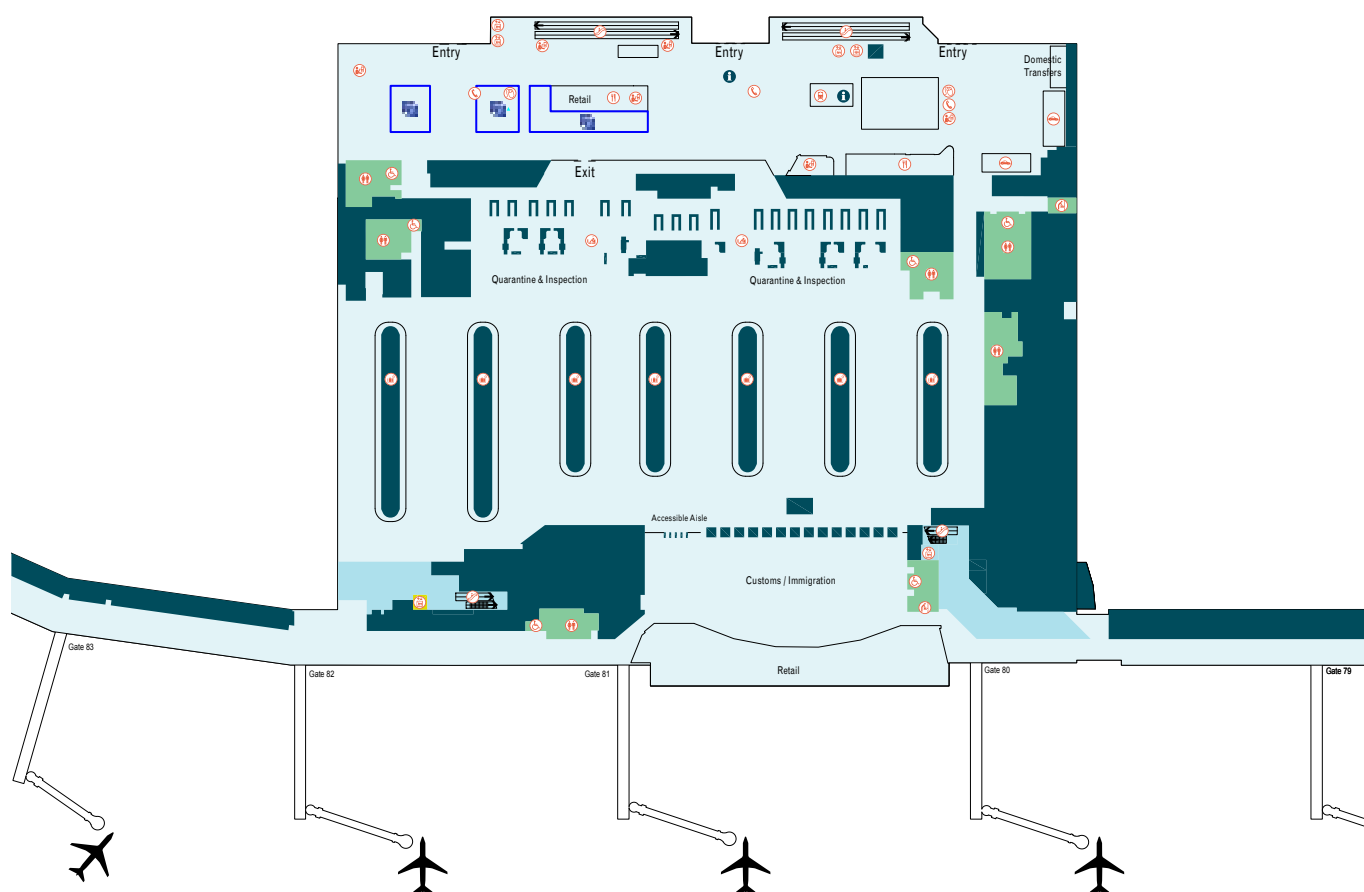 Entry
Entry
Entry
Domestic
Transfers
Retail
Exit
Quarantine & Inspection
Quarantine & Inspection
Accessible Aisle
Customs / Immigration
Gate 83
Gate 82
Gate 81
Retail
Gate 80
Gate 79